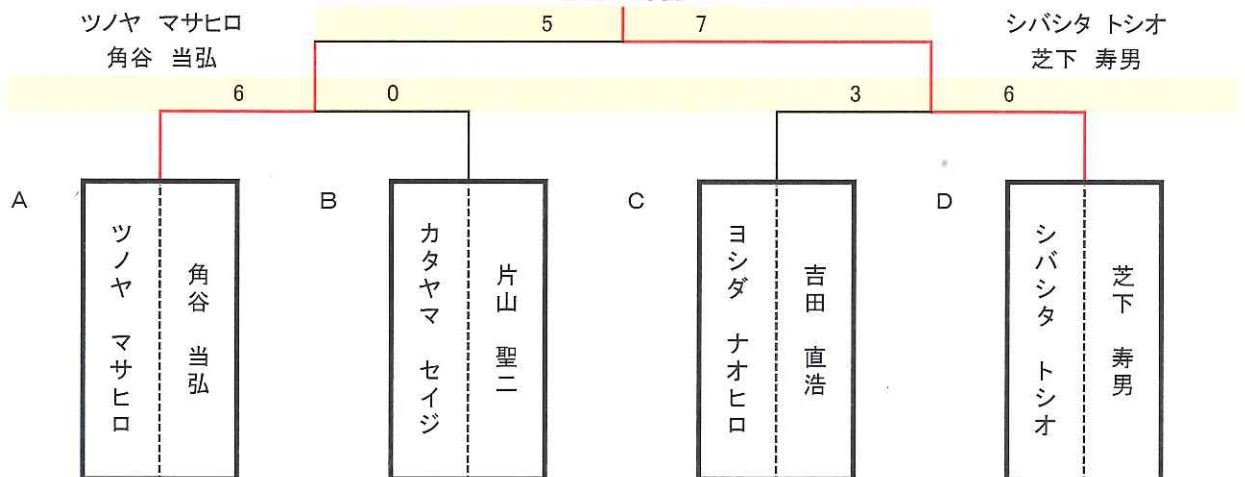 5 7
ツノヤ マサヒロ
角谷 当弘
シバシタ トシオ
芝下 寿男
6 0
3 6
A
ツノヤ マサヒロ
角谷 当弘
B
カタヤマ セイジ
片山 聖二
C
ヨシダ ナオヒロ
吉田 直浩
D
シバシタ トシオ
芝下 寿男